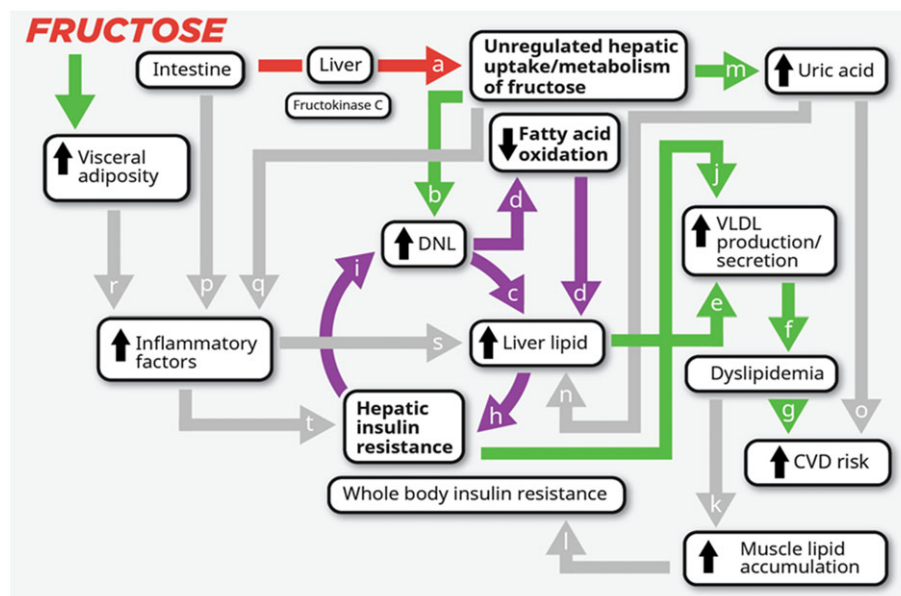 FRUCTOSE
Intestine
Liver
Fructokinase C
a
Unregulated hepatic
uptake/metabolism
of fructose
m
Uric acid
Visceral
adiposity
b
Fatty acid
oxidation
d
j
DNL
VLDL
production/
secretion
r
p
q
i
c
d
e
f
Inflammatory
factors
s
Liver lipid
Dyslipidemia
t
Hepatic
insulin
resistance
h
n
g
o
CVD risk
Whole body insulin resistance
k
l
Muscle lipid
accumulation